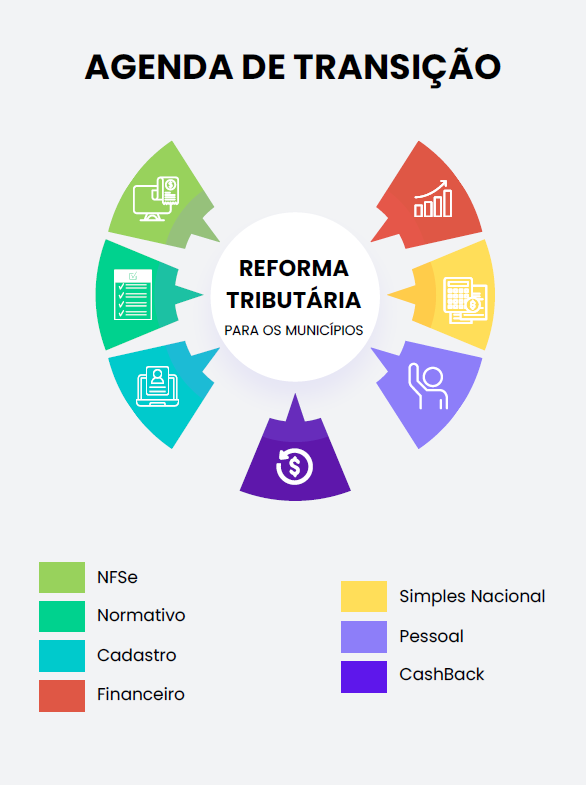 AGENDA DE TRANSIÇÃO
REFORMA
TRIBUTÁRIA
PARA OS MUNICÍPIOS
NFSe
Normativo
Cadastro
Financeiro
Simples Nacional
Pessoal
CashBack